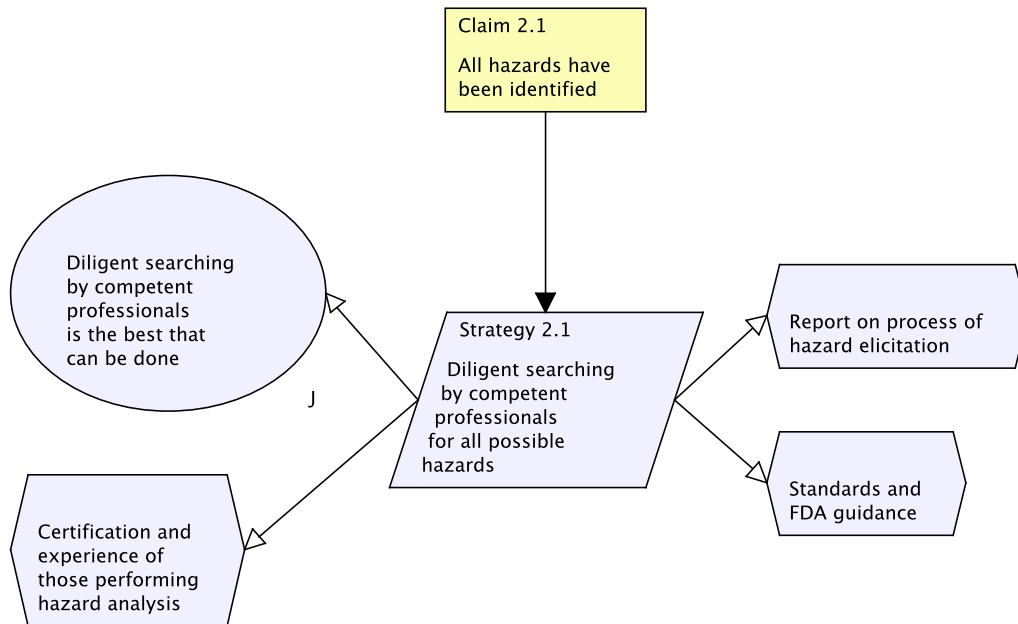 Claim 2.1
All hazards have
been identified
Diligent searching
by competent
professionals
is the best that
can be done
J
Strategy 2.1
Diligent searching
by competent
professionals
for all possible
hazards
Report on process of
hazard elicitation
Standards and
FDA guidance
Certification and
experience of
those performing
hazard analysis